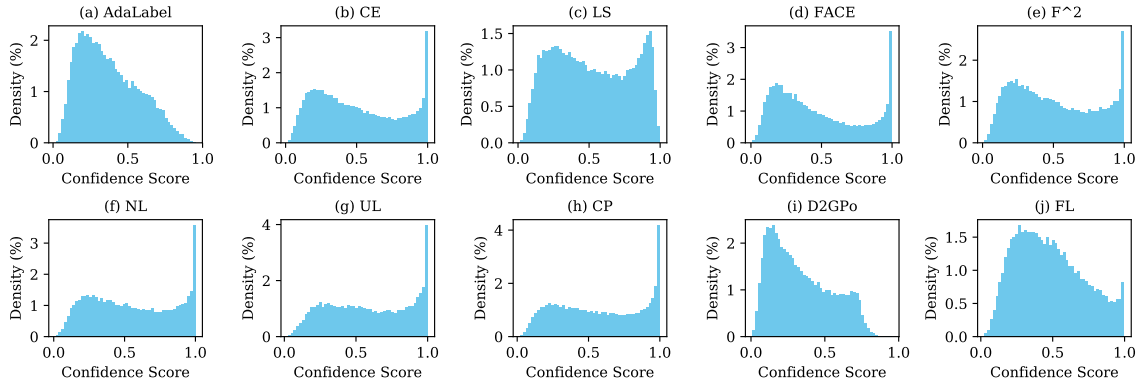 (a) AdaLabel
Density (%)
2
1
0
0.0 0.5 1.0
Confidence Score
(b) CE
Density (%)
3
2
1
0
0.0 0.5 1.0
Confidence Score
(c) LS
Density (%)
1.5
1.0
0.5
0.0
0.0 0.5 1.0
Confidence Score
(d) FACE
Density (%)
3
2
1
0
0.0 0.5 1.0
Confidence Score
(e) F^2
Density (%)
2
1
0
0.0 0.5 1.0
Confidence Score
(f) NL
Density (%)
3
2
1
0
0.0 0.5 1.0
Confidence Score
(g) UL
Density (%)
4
2
0
0.0 0.5 1.0
Confidence Score
(h) CP
Density (%)
4
2
0
0.0 0.5 1.0
Confidence Score
(i) D2GPo
Density (%)
2
1
0
0.0 0.5 1.0
Confidence Score
(j) FL
Density (%)
1.5
1.0
0.5
0.0
0.0 0.5 1.0
Confidence Score